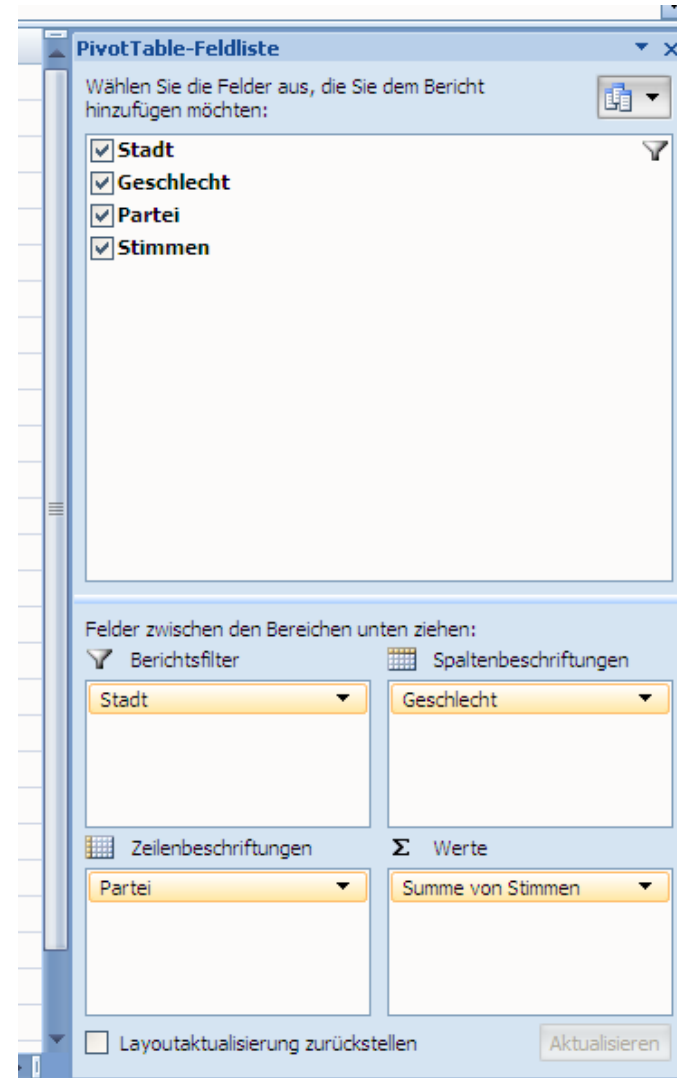 PivotTable-Feldliste
Wählen Sie die Felder aus, die Sie dem Bericht
hinzufügen möchten:
Stadt
Geschlecht
Partei
Stimmen
Felder zwischen den Bereichen unten ziehen:
Berichtsfilter
Spaltenbeschriftungen
Stadt
Geschlecht
Zeilenbeschriftungen
Σ Werte
Partei
Summe von Stimmen
Layoutaktualisierung zurückstellen
Aktualisieren